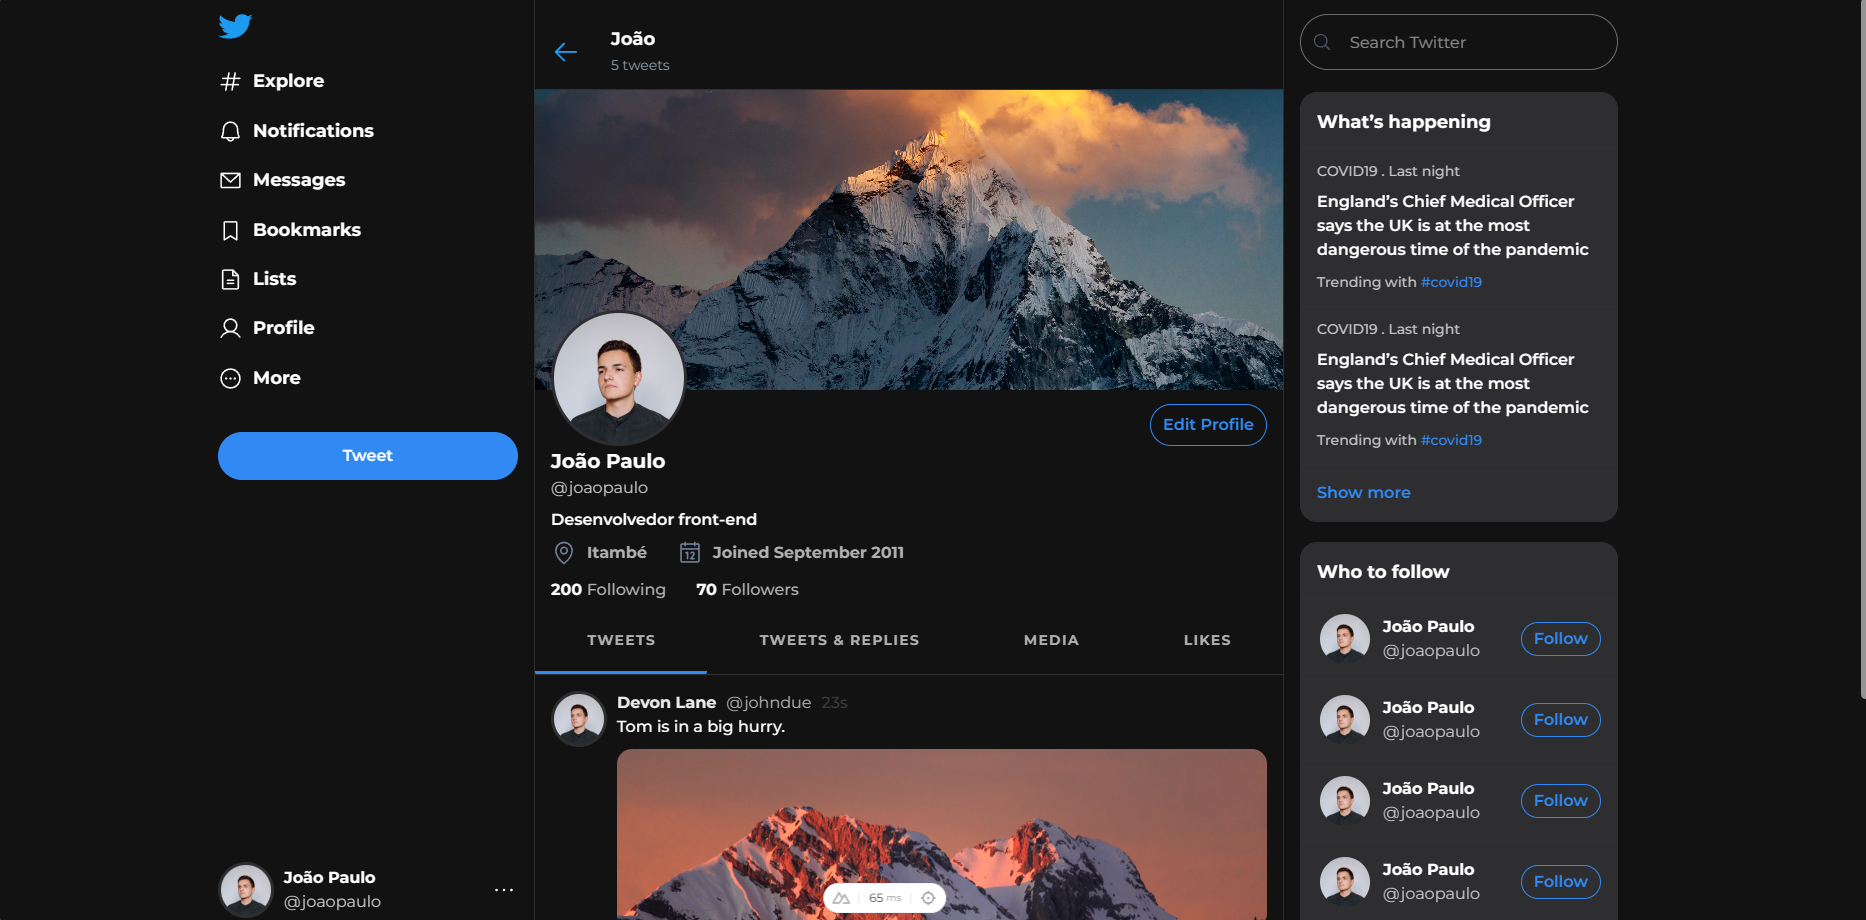 Explore
Notifications
Messages
Bookmarks
Lists
Profile
More
Tweet
João Paulo
@joaopaulo
João
5 tweets
Edit Profile
João Paulo
@joaopaulo
Desenvolvedor front-end
Itambé
12
Joined September 2011
200 Following 70 Followers
TWEETS TWEETS & REPLIES MEDIA LIKES
Devon Lane @johndue 23s
Tom is in a big hurry.
65 ms
Search Twitter
What's happening
COVID19 . Last night
England's Chief Medical Officer
says the UK is at the most
dangerous time of the pandemic
Trending with #covid19
COVID19 . Last night
England's Chief Medical Officer
says the UK is at the most
dangerous time of the pandemic
Trending with #covid19
Show more
Who to follow
João Paulo
@joaopaulo
Follow
João Paulo
@joaopaulo
Follow
João Paulo
@joaopaulo
Follow
João Paulo
@joaopaulo
Follow